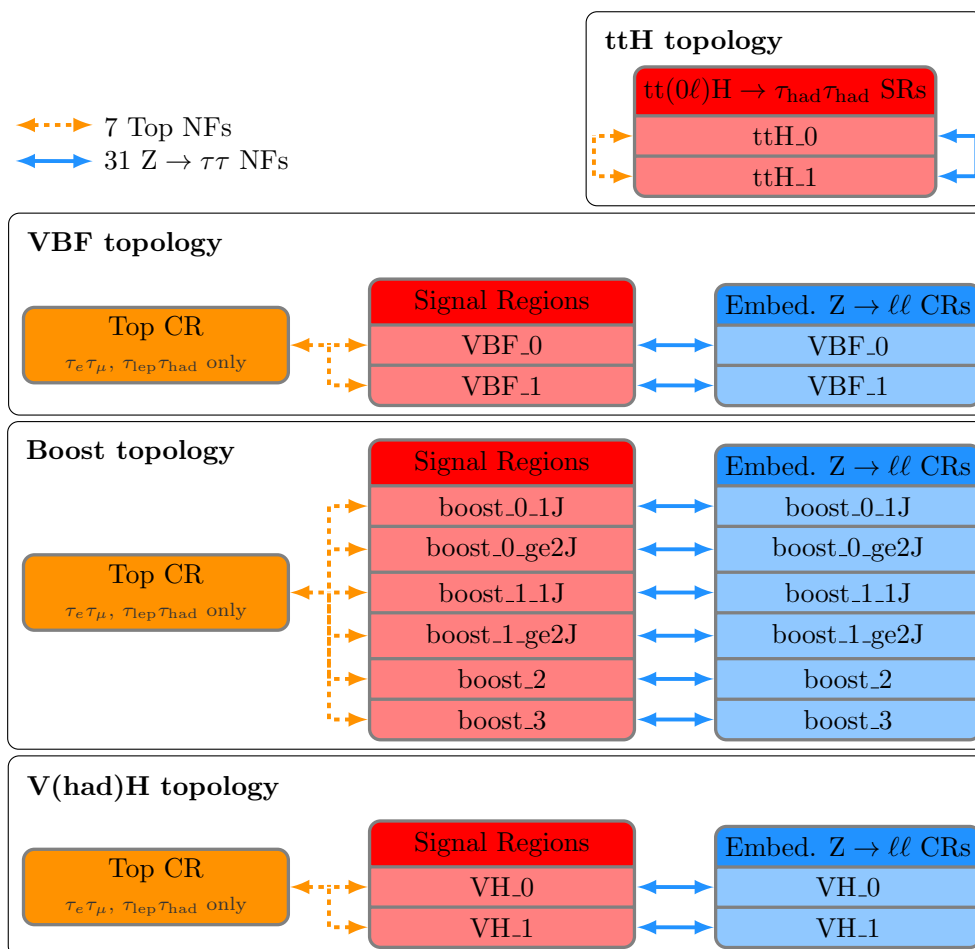 ttH topology
tt(0ℓ)H → τhadτhad SRs
ttH_0
ttH_1
7 Top NFs
31 Z → ττ NFs
VBF topology
Top CR
τeτμ, τlepτhad only
Signal Regions
VBF_0
VBF_1
Embed. Z → ℓℓ CRs
VBF_0
VBF_1
Boost topology
Top CR
τeτμ, τlepτhad only
Signal Regions
boost_0_1J
boost_0_ge2J
boost_1_1J
boost_1_ge2J
boost_2
boost_3
Embed. Z → ℓℓ CRs
boost_0_1J
boost_0_ge2J
boost_1_1J
boost_1_ge2J
boost_2
boost_3
V(had)H topology
Top CR
τeτμ, τlepτhad only
Signal Regions
VH_0
VH_1
Embed. Z → ℓℓ CRs
VH_0
VH_1